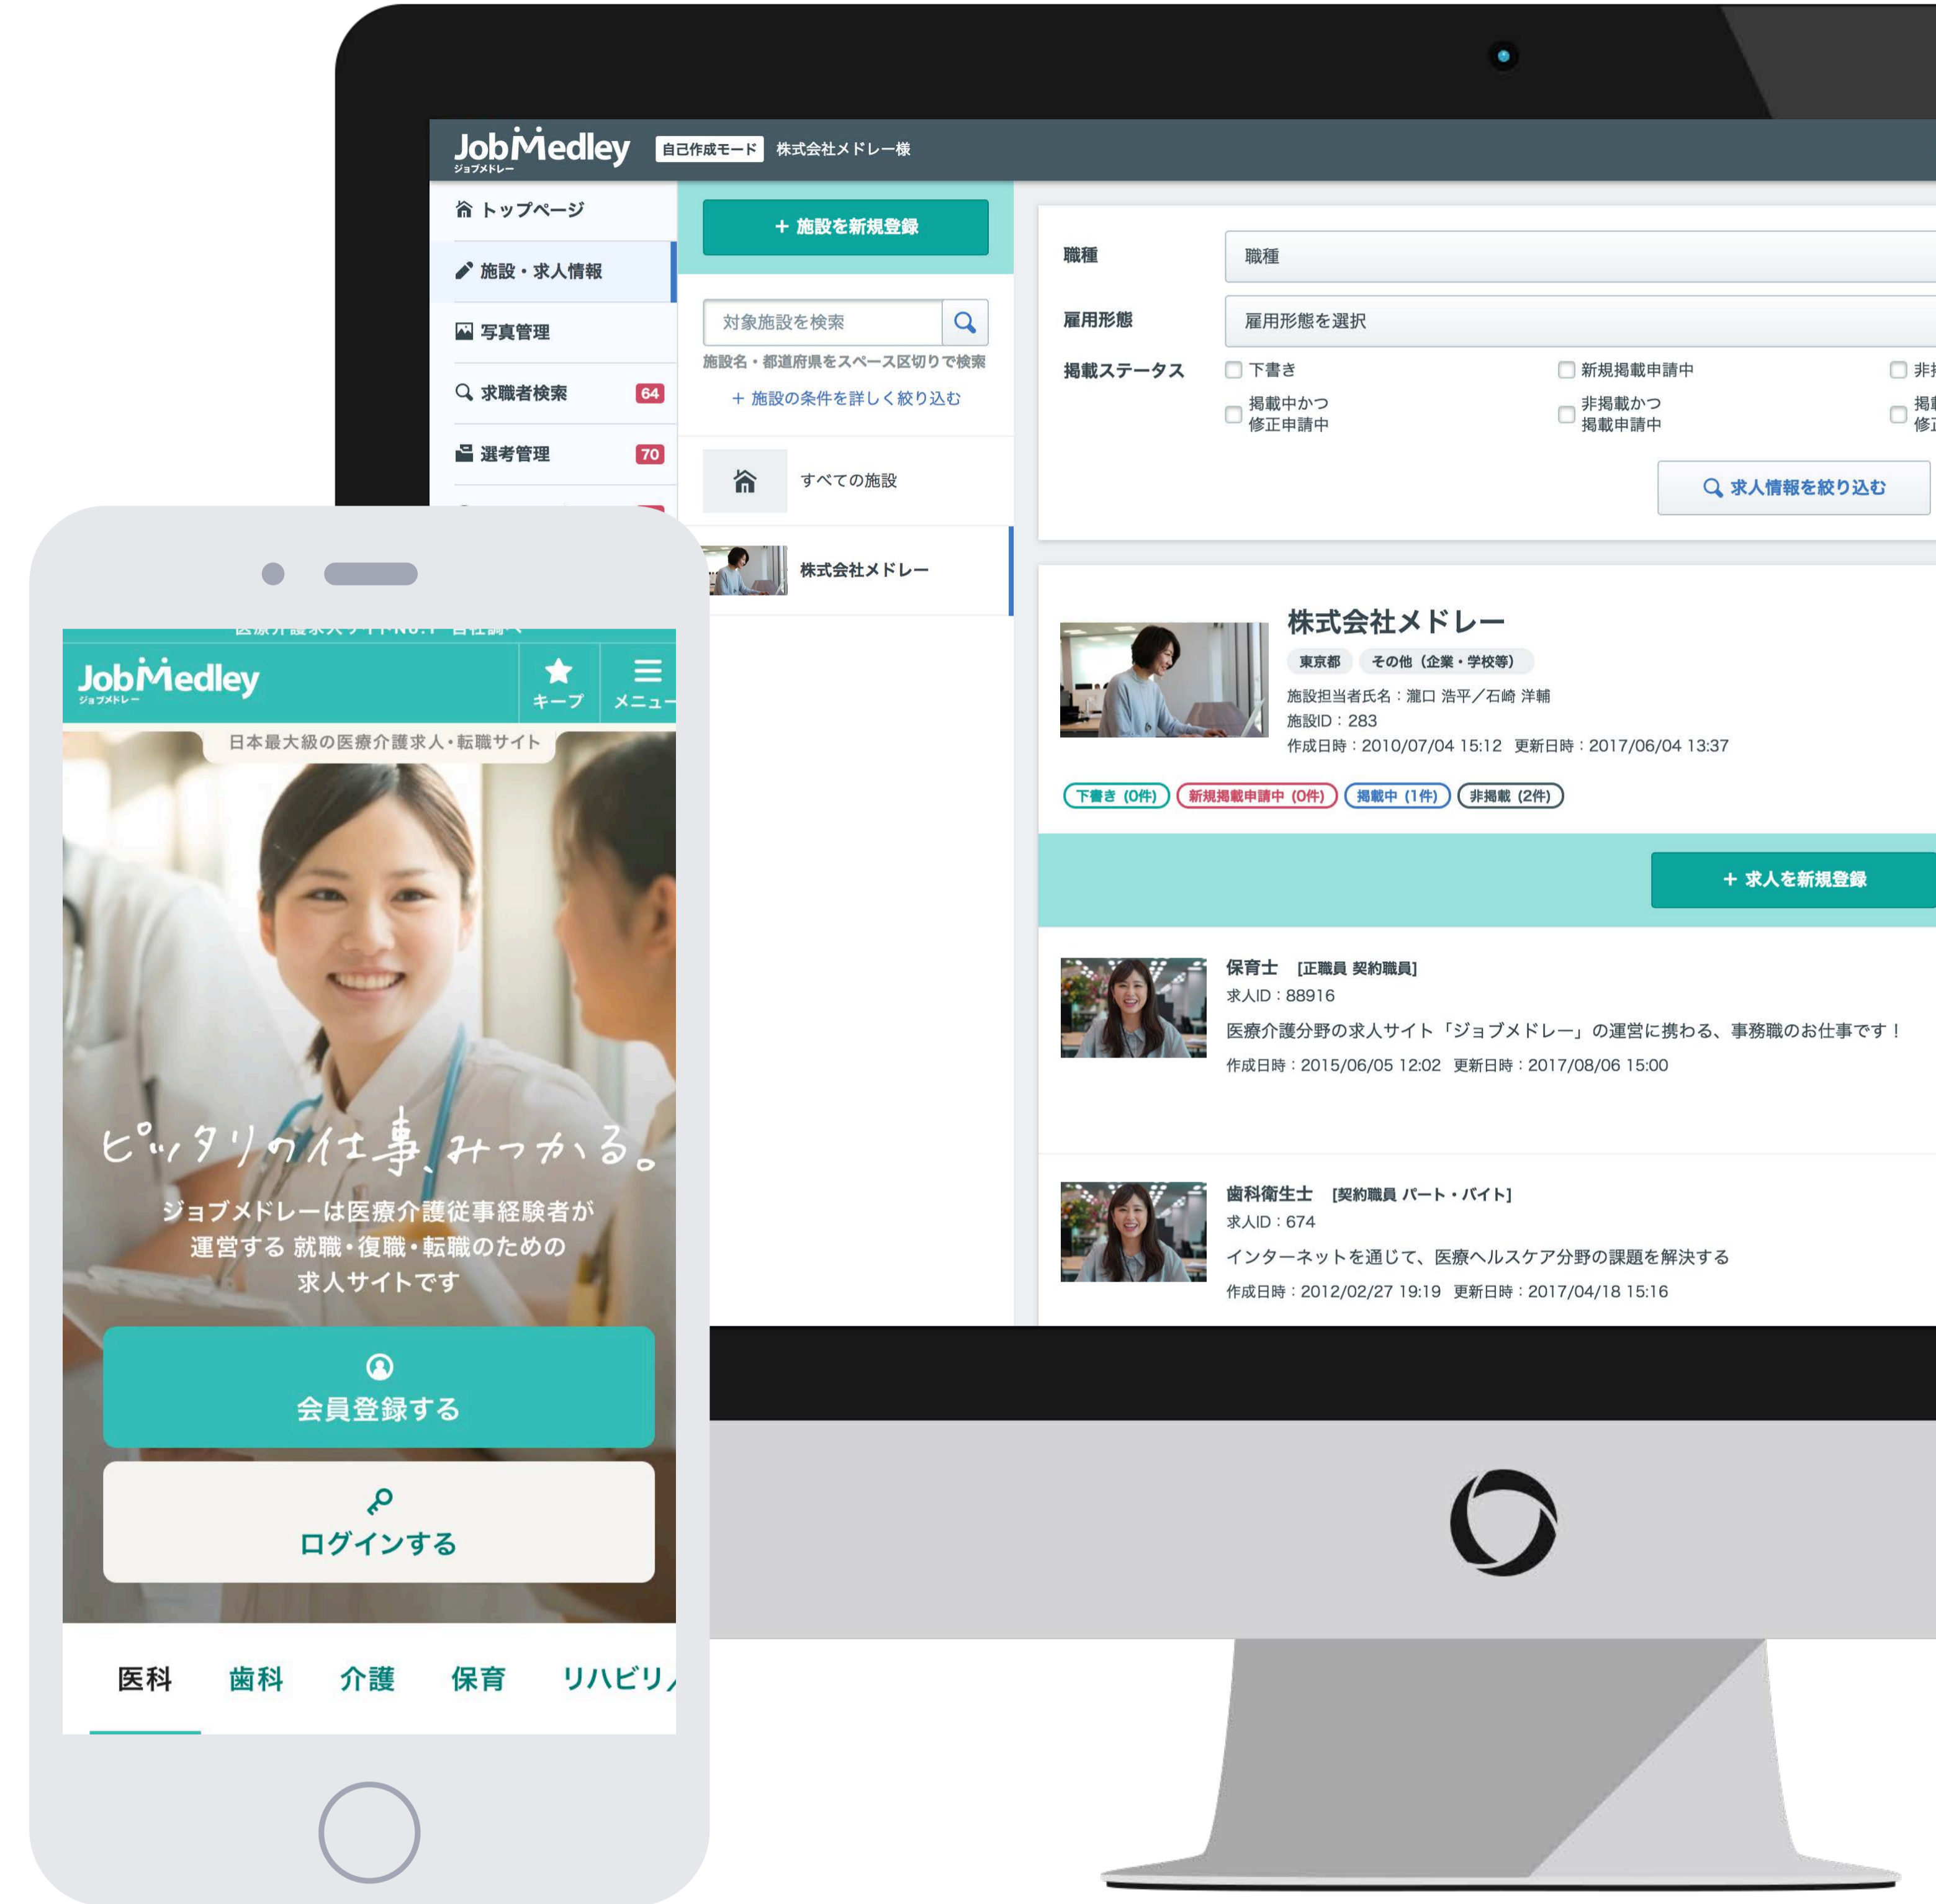 JobMedley
ジョブメドレー
自己作成モード
株式会社メドレー様
トップページ
施設・求人情報
写真管理
求職者検索 64
選考管理 70
+ 施設を新規登録
対象施設を検索
施設名・都道府県をスペース区切りで検索
+ 施設の条件を詳しく絞り込む
すべての施設
株式会社メドレー
職種 職種
雇用形態 雇用形態を選択
掲載ステータス 下書き 新規掲載申請中
掲載中かつ
修正申請中
非掲載かつ
掲載申請中
求人情報を絞り込む
株式会社メドレー
東京都 その他（企業・学校等）
施設担当者氏名：瀧口 浩平／石崎 洋輔
施設ID：283
作成日時：2010/07/04 15:12 更新日時：2017/06/04 13:37
下書き (0件) 新規掲載申請中 (0件) 掲載中 (1件) 非掲載 (2件)
+ 求人を新規登録
保育士 [正職員 契約職員]
求人ID：88916
医療介護分野の求人サイト「ジョブメドレー」の運営に携わる、事務職のお仕事です！
作成日時：2015/06/05 12:02 更新日時：2017/08/06 15:00
歯科衛生士 [契約職員 パート・バイト]
求人ID：674
インターネットを通じて、医療ヘルスケア分野の課題を解決する
作成日時：2012/02/27 19:19 更新日時：2017/04/18 15:16
JobMedley
ジョブメドレー
キープ
メニュー
日本最大級の医療介護求人・転職サイト
ピッタリの仕事、みつかる。
ジョブメドレーは医療介護従事経験者が
運営する 就職・復職・転職のための
求人サイトです
会員登録する
ログインする
医科 歯科 介護 保育 リハビリ